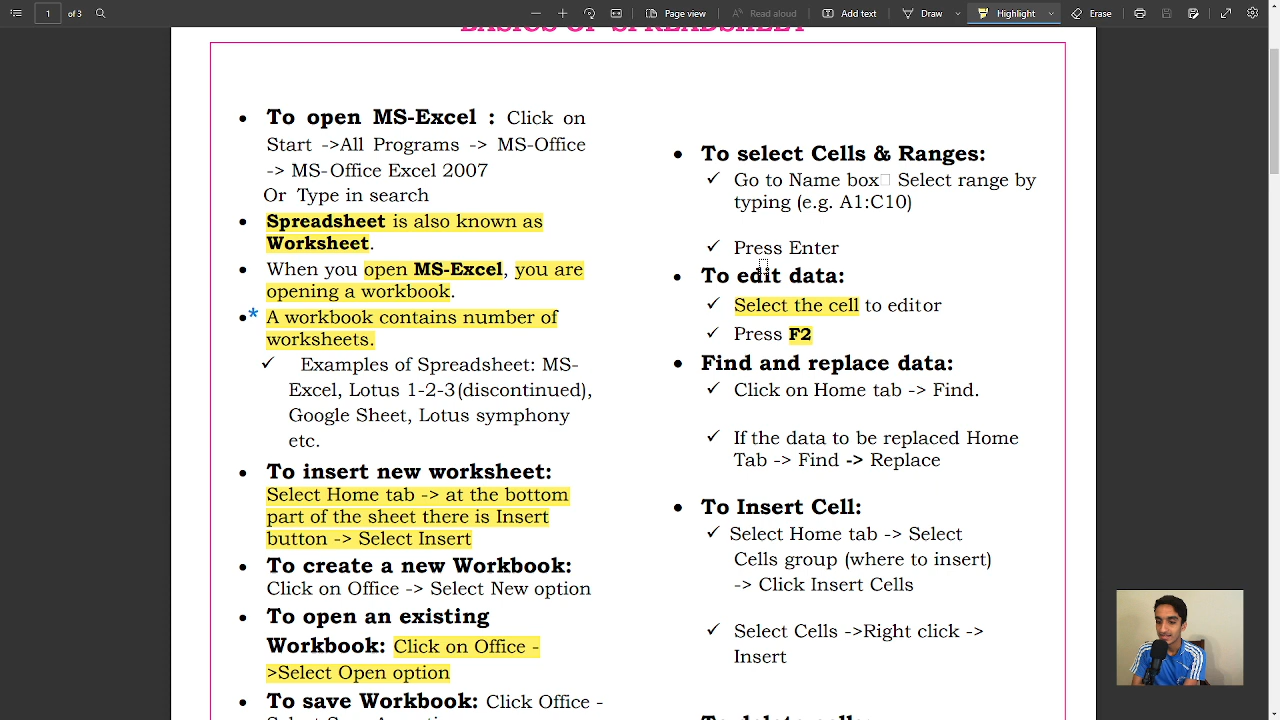 1 of 3
Page view
Read aloud
Add text
Draw
Highlight
Erase
BASICS OF SPREADSHEET
• To open MS-Excel : Click on
Start ->All Programs -> MS-Office
-> MS-Office Excel 2007
Or Type in search
• Spreadsheet is also known as
Worksheet.
• When you open MS-Excel, you are
opening a workbook.
•* A workbook contains number of
worksheets.
✓ Examples of Spreadsheet: MS-
Excel, Lotus 1-2-3(discontinued),
Google Sheet, Lotus symphony
etc.
• To insert new worksheet:
Select Home tab -> at the bottom
part of the sheet there is Insert
button -> Select Insert
• To create a new Workbook:
Click on Office -> Select New option
• To open an existing
Workbook: Click on Office -
>Select Open option
• To save Workbook: Click Office -
• To select Cells & Ranges:
✓ Go to Name box Select range by
typing (e.g. A1:C10)
✓ Press Enter
• To edit data:
✓ Select the cell to editor
✓ Press F2
• Find and replace data:
✓ Click on Home tab -> Find.
✓ If the data to be replaced Home
Tab -> Find -> Replace
• To Insert Cell:
✓ Select Home tab -> Select
Cells group (where to insert)
-> Click Insert Cells
✓ Select Cells ->Right click ->
Insert